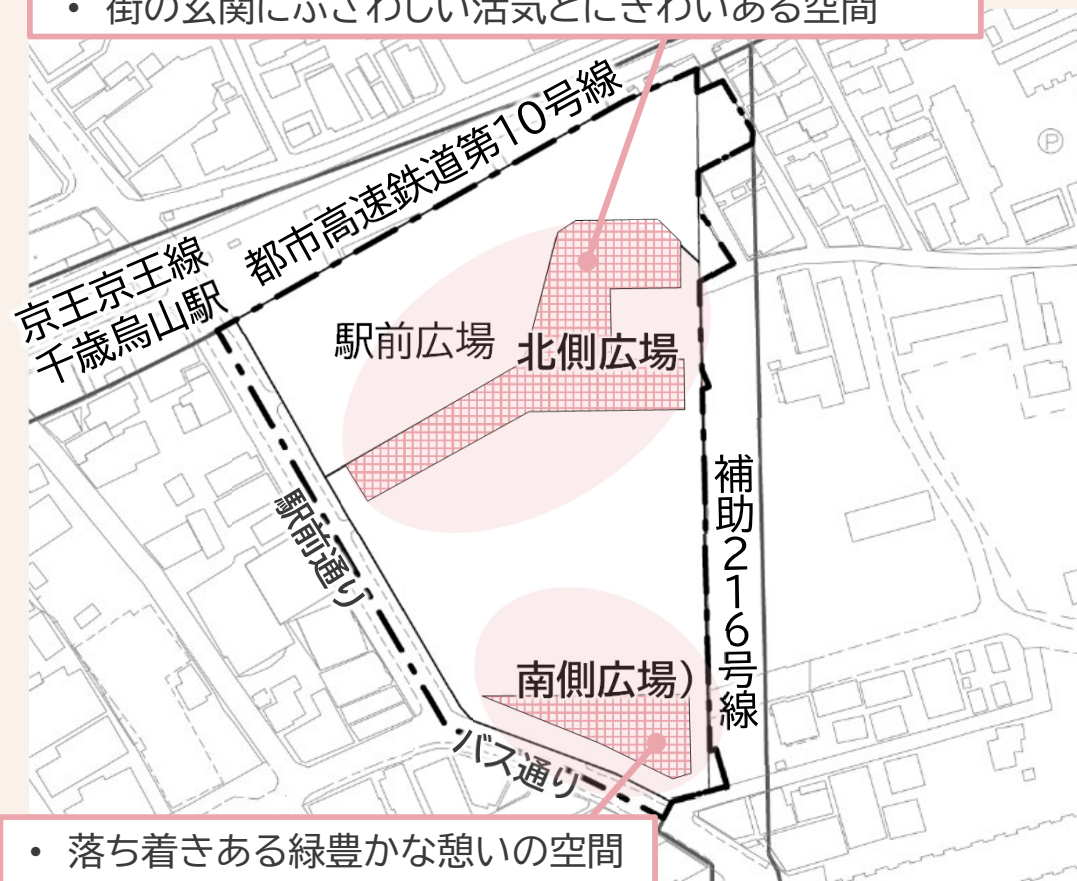 • 街の玄関にふさわしい活気とにぎわいある空間
都市高速鉄道第10号線
京王京王線
千歳烏山駅
駅前広場
北側広場
駅前通り
補助216号線
南側広場)
バス通り
• 落ち着きある緑豊かな憩いの空間
P